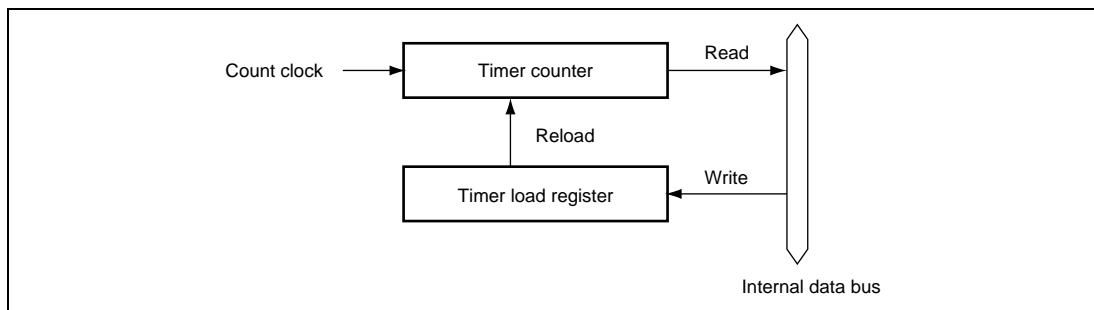 Read
Count clock
Timer counter
Reload
Write
Timer load register
Internal data bus